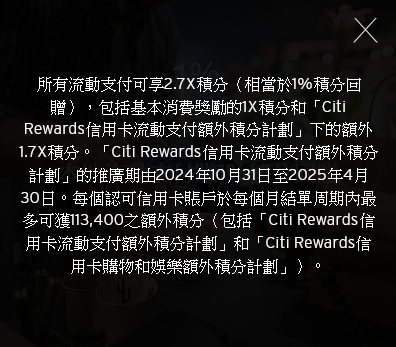 所有流動支付可享2.7X積分（相當於1%積分回
贈），包括基本消費獎勵的1X積分和「Citi
Rewards信用卡流動支付額外積分計劃」下的額外
1.7X積分。「Citi Rewards信用卡流動支付額外積分
計劃」的推廣期由2024年10月31日至2025年4月
30日。每個認可信用卡賬戶於每個月結單周期內最
多可獲113,400之額外積分（包括「Citi Rewards信
用卡流動支付額外積分計劃」和「Citi Rewards信
用卡購物和娛樂額外積分計劃」）。